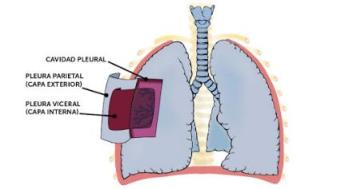 CAVIDAD PLEURAL
PLEURA PARIETAL
(CAPA EXTERIOR)
PLEURA VICERAL
(CAPA INTERNA)